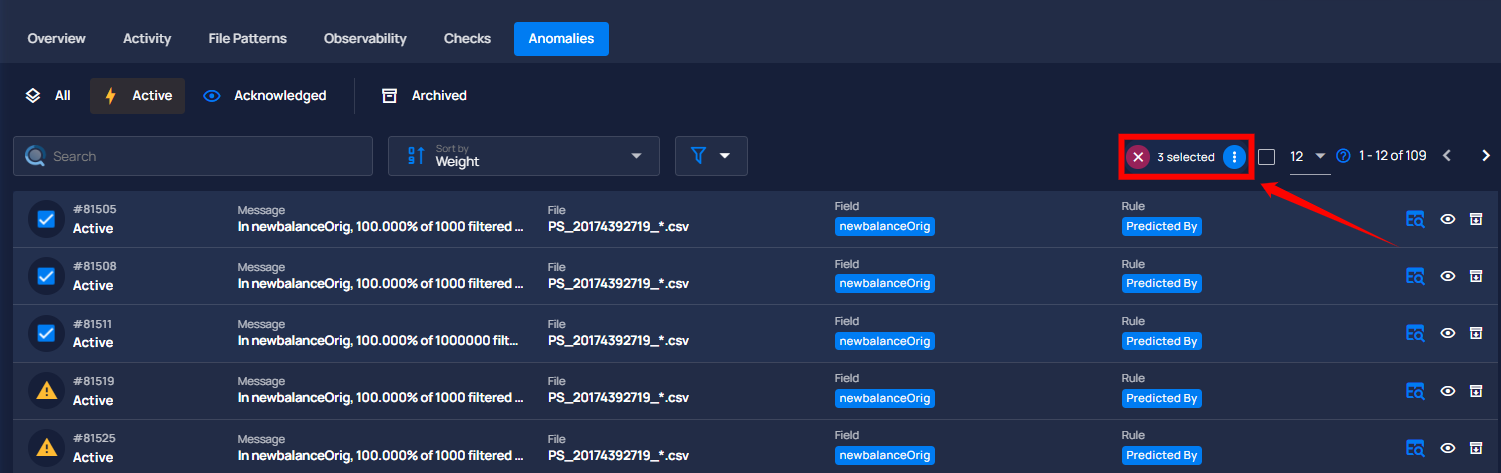 Overview Activity File Patterns Observability Checks Anomalies
All Active Acknowledged Archived
Search
Sort by
Weight
3 selected 12 1 - 12 of 109
#81505 Message File Field Rule
Active In newbalanceOrig, 100.000% of 1000 filtered ... PS_20174392719_*.csv newbalanceOrig Predicted By
#81508 Message File Field Rule
Active In newbalanceOrig, 100.000% of 1000 filtered ... PS_20174392719_*.csv newbalanceOrig Predicted By
#81511 Message File Field Rule
Active In newbalanceOrig, 100.000% of 1000000 filt... PS_20174392719_*.csv newbalanceOrig Predicted By
#81519 Message File Field Rule
Active In newbalanceOrig, 100.000% of 1000 filtered ... PS_20174392719_*.csv newbalanceOrig Predicted By
#81525 Message File Field Rule
Active In newbalanceOrig, 100.000% of 1000 filtered ... PS_20174392719_*.csv newbalanceOrig Predicted By